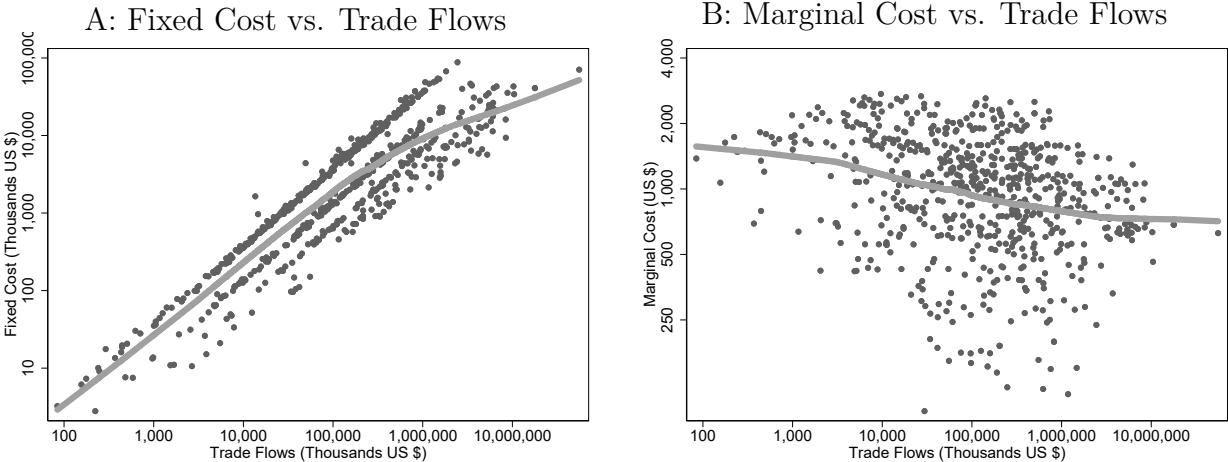 A: Fixed Cost vs. Trade Flows
Fixed Cost (Thousands US $)
100,000
10,000
1,000
100
10
100 1,000 10,000 100,000 1,000,000 10,000,000
Trade Flows (Thousands US $)
B: Marginal Cost vs. Trade Flows
Marginal Cost (US $)
4,000
2,000
1,000
500
250
100 1,000 10,000 100,000 1,000,000 10,000,000
Trade Flows (Thousands US $)